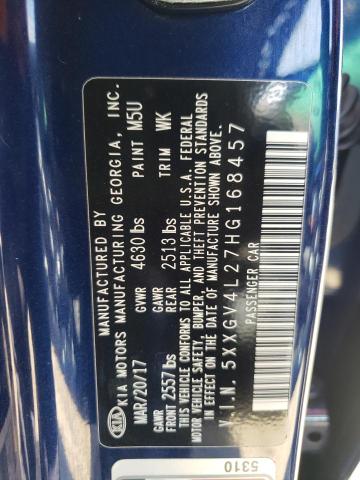 KIA
MANUFACTURED BY
KIA MOTORS MANUFACTURING GEORGIA, INC.
MAR/20/17 GVWR 4630 lbs PAINT M5U
GAWR FRONT 2557 lbs GAWR REAR 2513 lbs TRIM WK
THIS VEHICLE CONFORMS TO ALL APPLICABLE U.S.A. FEDERAL
MOTOR VEHICLE SAFETY, BUMPER, AND THEFT PREVENTION STANDARDS
IN EFFECT ON THE DATE OF MANUFACTURE SHOWN ABOVE.
V.I.N. 5XXGV4L27HG168457
PASSENGER CAR
5310